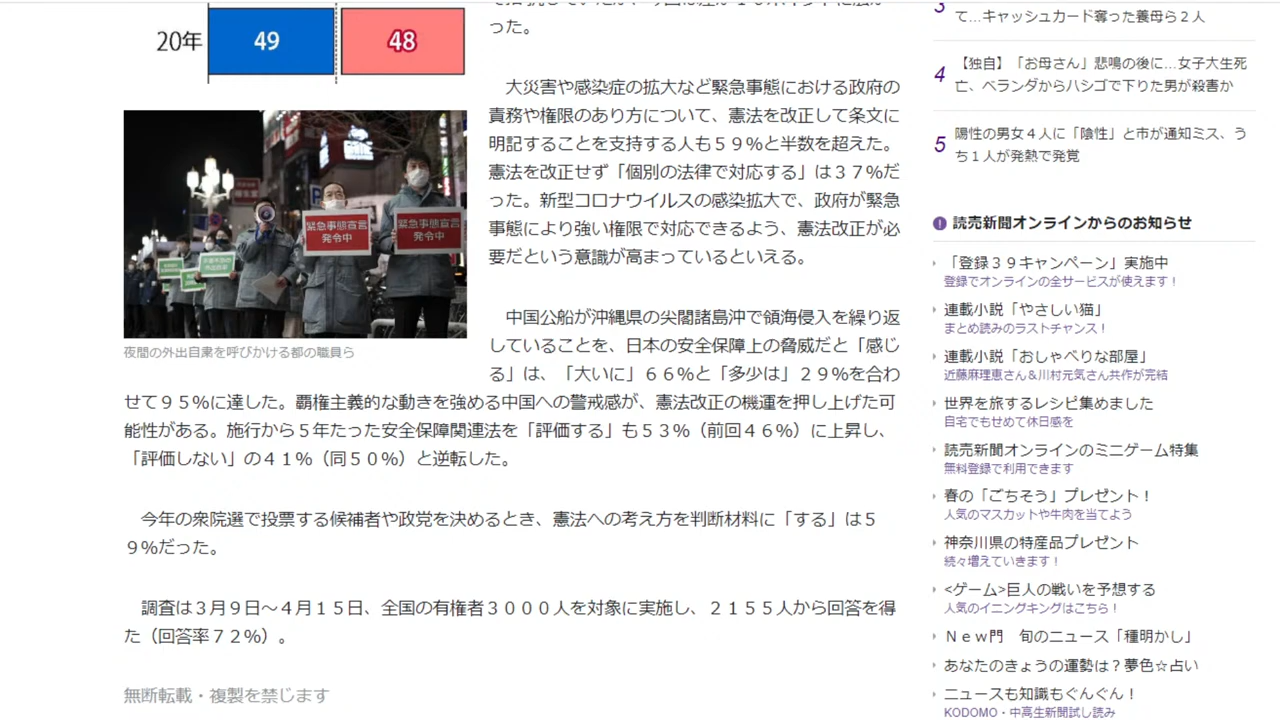 20年
49
48
った。
大災害や感染症の拡大など緊急事態における政府の
責務や権限のあり方について、憲法を改正して条文に
明記することを支持する人も５９％と半数を超えた。
憲法を改正せず「個別の法律で対応する」は３７％だ
った。新型コロナウイルスの感染拡大で、政府が緊急
事態により強い権限で対応できるよう、憲法改正が必
要だという意識が高まっているといえる。
中国公船が沖縄県の尖閣諸島沖で領海侵入を繰り返
していることを、日本の安全保障上の脅威だと「感じ
る」は、「大いに」６６％と「多少は」２９％を合わ
せて９５％に達した。覇権主義的な動きを強める中国への警戒感が、憲法改正の機運を押し上げた可
能性がある。施行から５年たった安全保障関連法を「評価する」も５３％（前回４６％）に上昇し、
「評価しない」の４１％（同５０％）と逆転した。
今年の衆院選で投票する候補者や政党を決めるとき、憲法への考え方を判断材料に「する」は５
９％だった。
調査は３月９日～４月１５日、全国の有権者３０００人を対象に実施し、２１５５人から回答を得
た（回答率７２％）。
無断転載・複製を禁じます
緊急事態宣言
発令中
緊急事態宣言
発令中
夜間の外出自粛を呼びかける都の職員ら
3
て…キャッシュカード奪った養母ら２人
4
【独自】「お母さん」悲鳴の後に…女子大生死
亡、ベランダからハシゴで下りた男が殺害か
5
陽性の男女４人に「陰性」と市が通知ミス、う
ち１人が発熱で発覚
読売新聞オンラインからのお知らせ
「登録３９キャンペーン」実施中
登録でオンラインの全サービスが使えます！
連載小説「やさしい猫」
まとめ読みのラストチャンス！
連載小説「おしゃべりな部屋」
近藤麻理恵さん＆川村元気さん共作が完結
世界を旅するレシピ集めました
自宅でもせめて休日感を
読売新聞オンラインのミニゲーム特集
無料登録で利用できます
春の「ごちそう」プレゼント！
人気のマスカットや牛肉を当てよう
神奈川県の特産品プレゼント
続々増えていきます！
<ゲーム>巨人の戦いを予想する
人気のイニングキングはこちら！
Ｎｅｗ門　旬のニュース「種明かし」
あなたのきょうの運勢は？夢色☆占い
ニュースも知識もぐんぐん！
KODOMO・中高生新聞試し読み